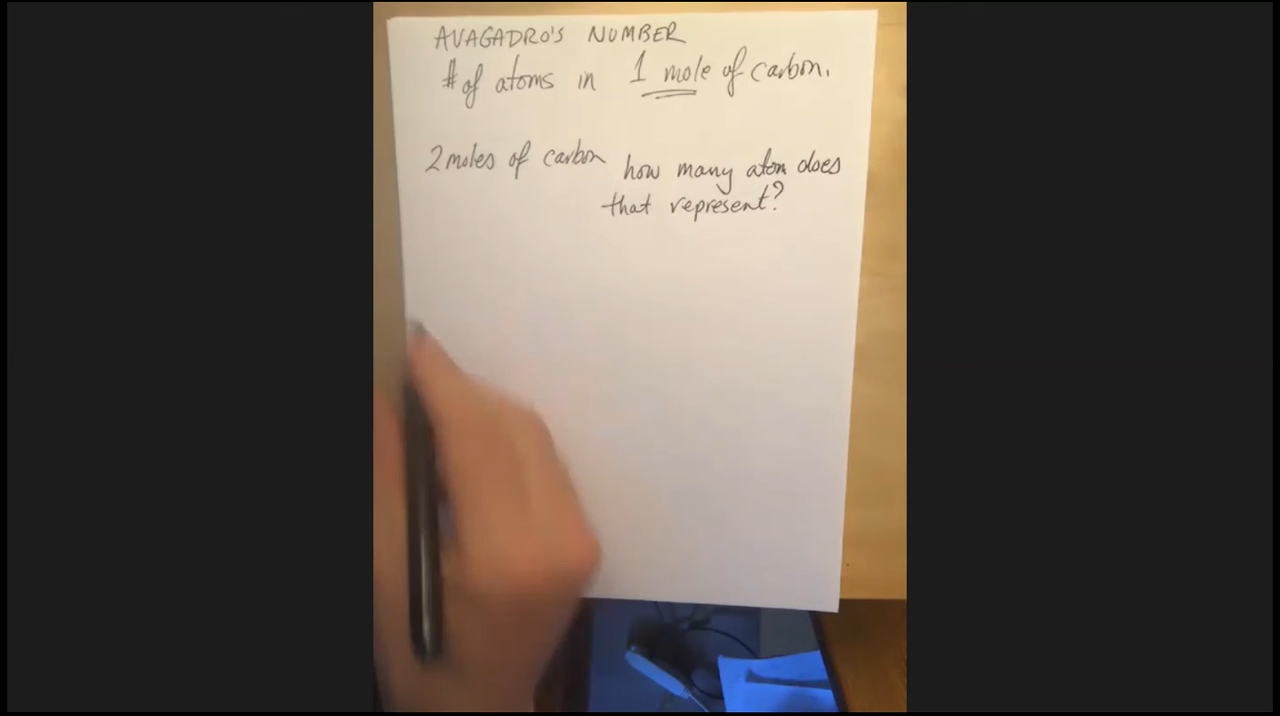 AVAGADRO'S NUMBER
# of atoms in 1 mole of carbon.
2 moles of carbon how many atom does
that represent?